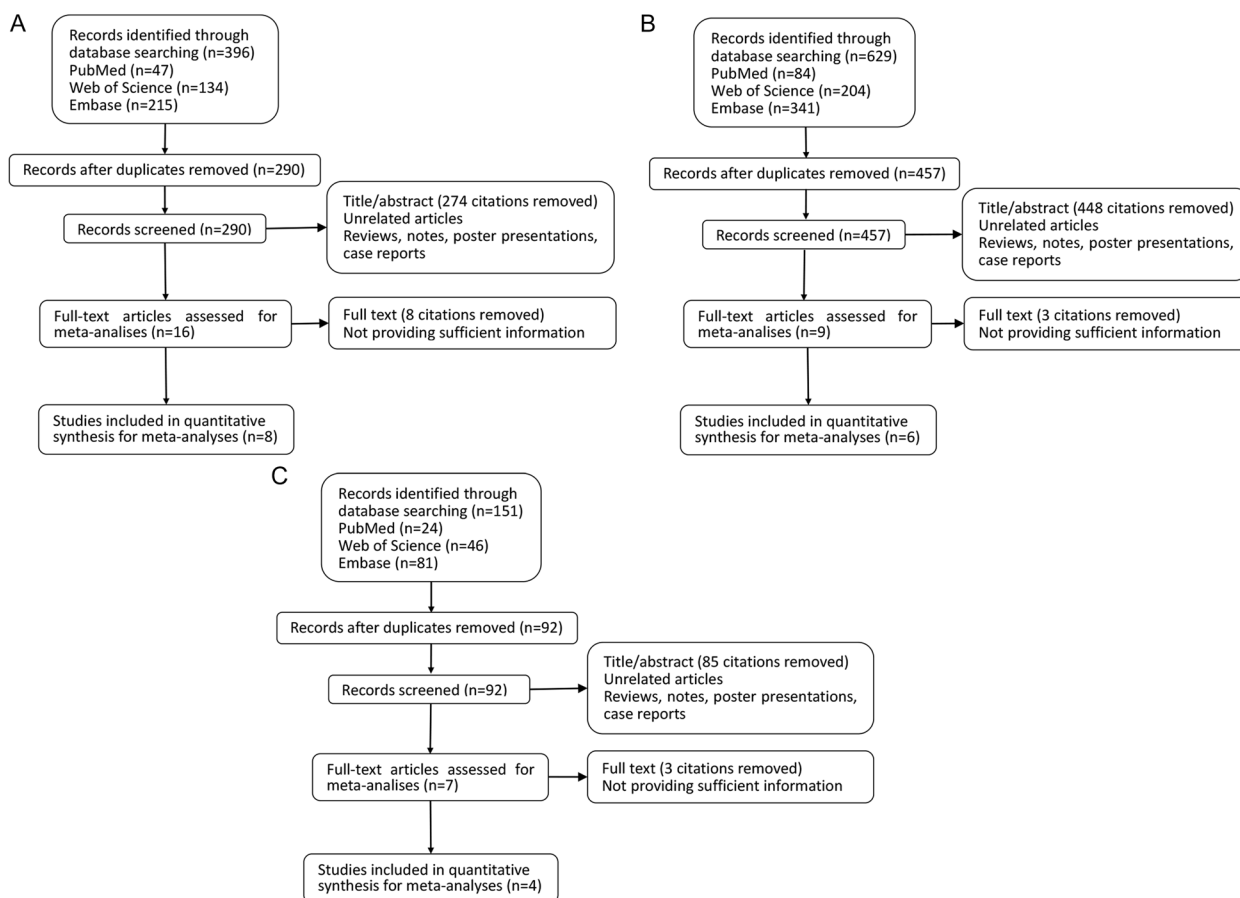 A
Records identified through
database searching (n=396)
PubMed (n=47)
Web of Science (n=134)
Embase (n=215)
Records after duplicates removed (n=290)
Records screened (n=290)
Title/abstract (274 citations removed)
Unrelated articles
Reviews, notes, poster presentations,
case reports
Full-text articles assessed for
meta-analises (n=16)
Full text (8 citations removed)
Not providing sufficient information
Studies included in quantitative
synthesis for meta-analyses (n=8)
B
Records identified through
database searching (n=629)
PubMed (n=84)
Web of Science (n=204)
Embase (n=341)
Records after duplicates removed (n=457)
Records screened (n=457)
Title/abstract (448 citations removed)
Unrelated articles
Reviews, notes, poster presentations,
case reports
Full-text articles assessed for
meta-analises (n=9)
Full text (3 citations removed)
Not providing sufficient information
Studies included in quantitative
synthesis for meta-analyses (n=6)
C
Records identified through
database searching (n=151)
PubMed (n=24)
Web of Science (n=46)
Embase (n=81)
Records after duplicates removed (n=92)
Records screened (n=92)
Title/abstract (85 citations removed)
Unrelated articles
Reviews, notes, poster presentations,
case reports
Full-text articles assessed for
meta-analises (n=7)
Full text (3 citations removed)
Not providing sufficient information
Studies included in quantitative
synthesis for meta-analyses (n=4)